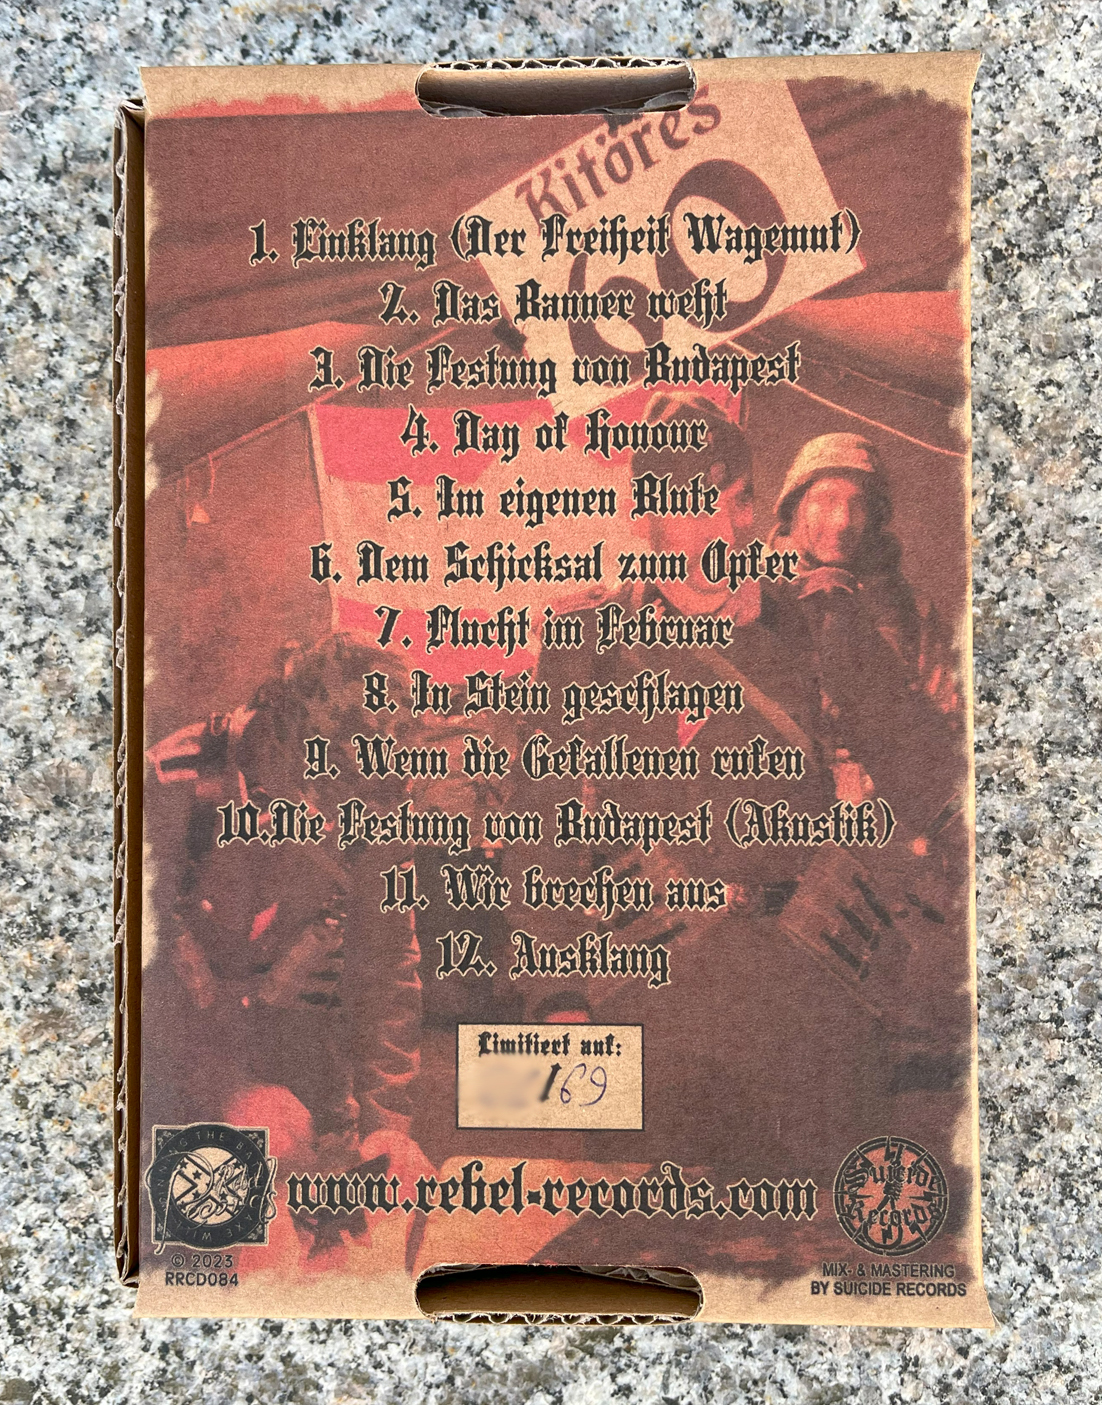 Kitöres
60
1. Einklang (Der Freiheit Wagemut)
2. Das Banner weht
3. Die Festung von Budapest
4. Day of Honour
5. Im eigenen Blute
6. Dem Schicksal zum Opfer
7. Flucht im Februar
8. In Stein geschlagen
9. Wenn die Gefallenen rufen
10.Die Festung von Budapest (Akustik)
11. Wir brechen aus
12. Ausklang
Limitiert auf:
/69
www.rebel-records.com
Suicide
Records
© 2023
RRCD084
MIX- & MASTERING
BY SUICIDE RECORDS